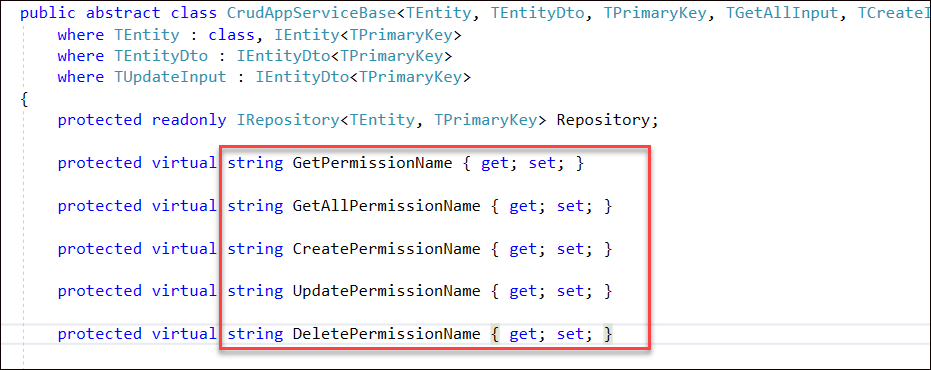 public abstract class CrudAppServiceBase<TEntity, TEntityDto, TPrimaryKey, TGetAllInput, TCreateI
where TEntity : class, IEntity<TPrimaryKey>
where TEntityDto : IEntityDto<TPrimaryKey>
where TUpdateInput : IEntityDto<TPrimaryKey>
{
protected readonly IRepository<TEntity, TPrimaryKey> Repository;
protected virtual string GetPermissionName { get; set; }
protected virtual string GetAllPermissionName { get; set; }
protected virtual string CreatePermissionName { get; set; }
protected virtual string UpdatePermissionName { get; set; }
protected virtual string DeletePermissionName { get; set; }